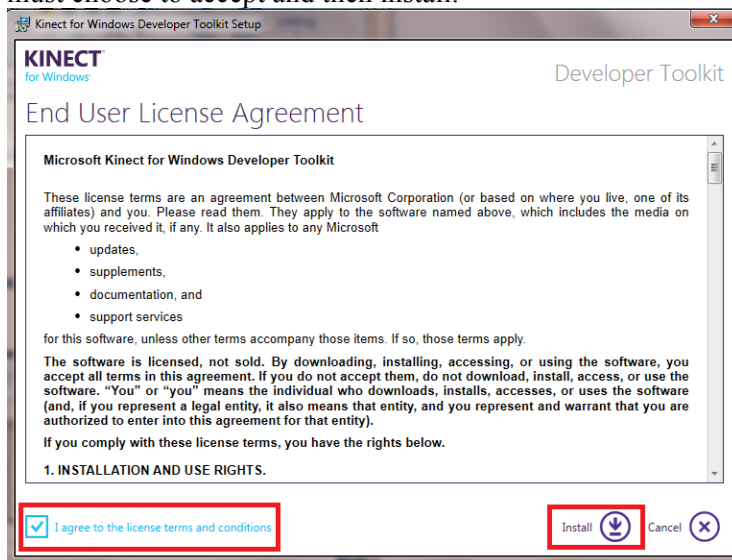 must choose to accept and then install.
Kinect for Windows Developer Toolkit Setup
KINECT
for Windows
Developer Toolkit
End User License Agreement
Microsoft Kinect for Windows Developer Toolkit
These license terms are an agreement between Microsoft Corporation (or based on where you live, one of its
affiliates) and you. Please read them. They apply to the software named above, which includes the media on
which you received it, if any. It also applies to any Microsoft
• updates,
• supplements,
• documentation, and
• support services
for this software, unless other terms accompany those items. If so, those terms apply.
The software is licensed, not sold. By downloading, installing, accessing, or using the software, you
accept all terms in this agreement. If you do not accept them, do not download, install, access, or use the
software. “You” or “you” means the individual who downloads, installs, accesses, or uses the software
(and, if you represent a legal entity, it also means that entity, and you represent and warrant that you are
authorized to enter into this agreement for that entity).
If you comply with these license terms, you have the rights below.
1. INSTALLATION AND USE RIGHTS.
I agree to the license terms and conditions
Install
Cancel